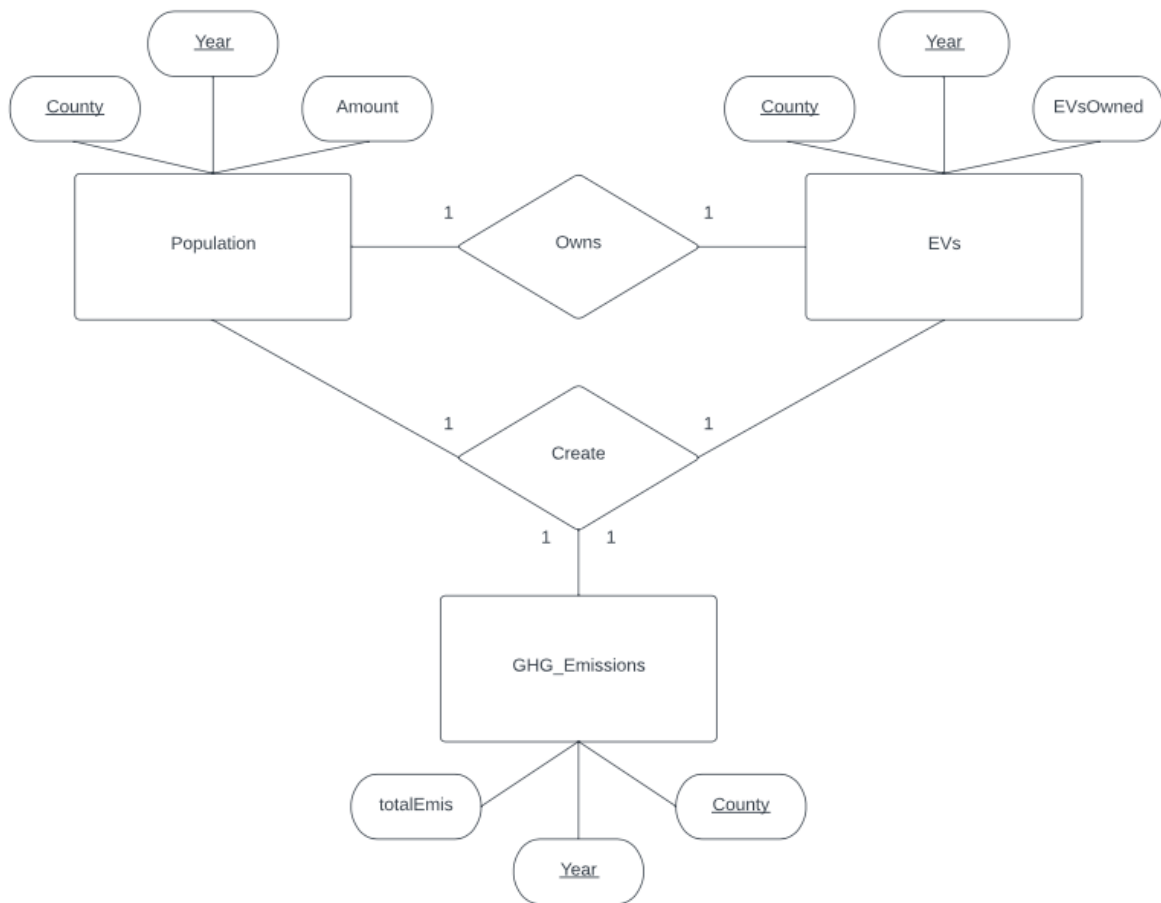 Year
Year
County
Amount
County
EVsOwned
1
1
Population
Owns
EVs
1
1
Create
1
1
GHG_Emissions
totalEmis
County
Year